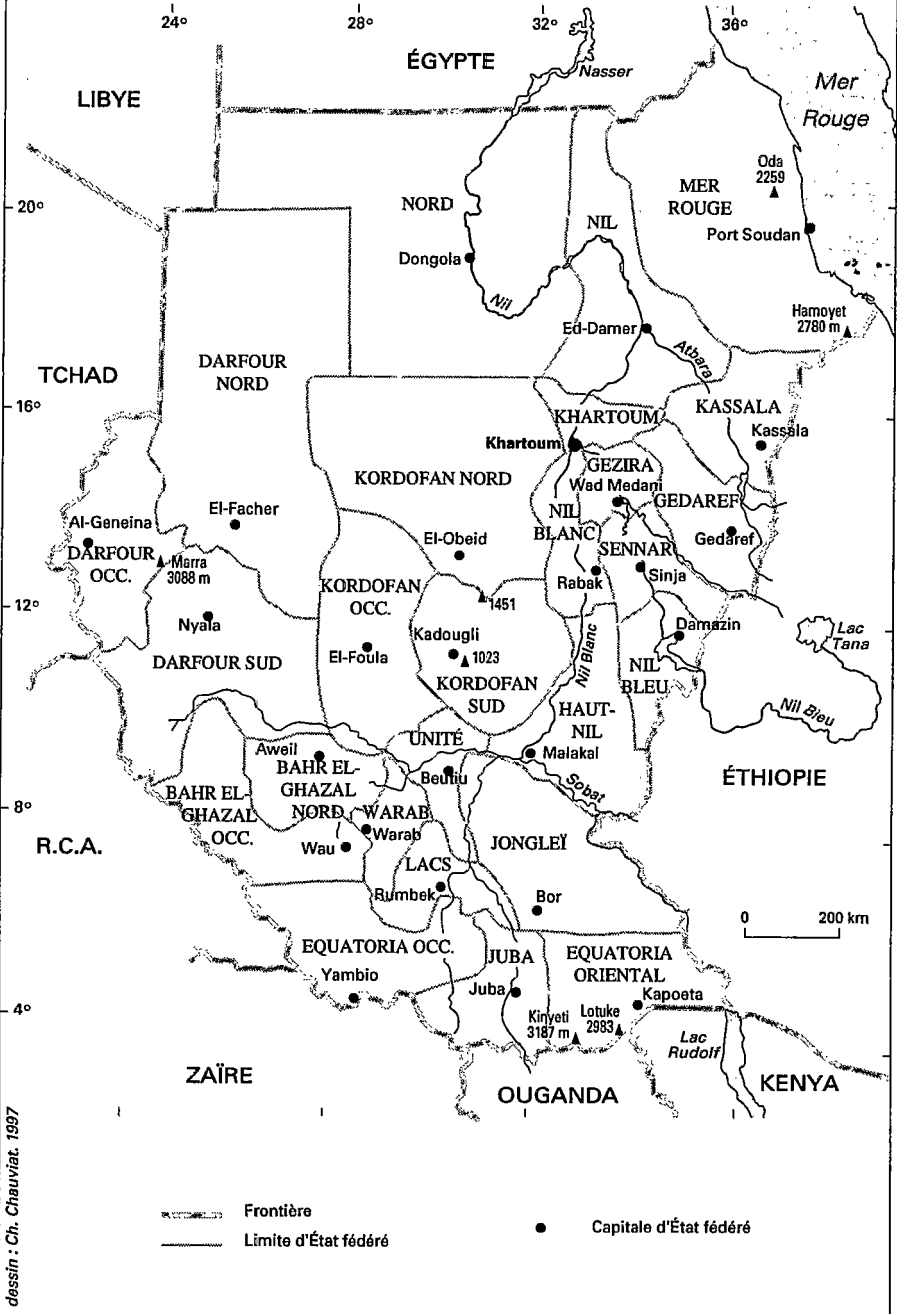 24°
28°
32°
36°
ÉGYPTE
Nasser
LIBYE
Mer
Rouge
Oda
2259
MER
ROUGE
20°
NORD
NIL
Port Soudan
Dongola
Nil
Hamoyet
2780 m
Ed-Damer
Atbara
DARFOUR
NORD
TCHAD
16°
KASSALA
KHARTOUM
Kassala
Khartoum
GEZIRA
KORDOFAN NORD
Wad Medani
GEDAREF
El-Facher
NIL
BLANC
Al-Geneina
El-Obeid
Gedaref
DARFOUR
OCC.
Marra
3088 m
SENNAR
Rabak
Sinja
KORDOFAN
OCC.
1451
12°
Nyala
Kadougli
Damazin
Lac
Tana
El-Foula
1023
DARFOUR SUD
KORDOFAN
SUD
Nil Blanc
NIL
BLEU
HAUT-
NIL
Nil Bleu
UNITÉ
Aweil
Malakal
BAHR EL-
GHAZAL
NORD
Beutiu
ÉTHIOPIE
Sobat
BAHR EL-
GHAZAL
OCC.
8°
WARAB
Warab
R.C.A.
Wau
JONGLEÏ
LACS
Rumbek
Bor
0
200 km
EQUATORIA OCC.
JUBA
EQUATORIA
ORIENTAL
Yambio
Juba
Kapoeta
4°
Kinyeti
3187 m
Lotuke
2983
Lac
Rudolf
ZAÏRE
OUGANDA
KENYA
dessin : Ch. Chauviat. 1997
Frontière
Limite d'État fédéré
Capitale d'État fédéré